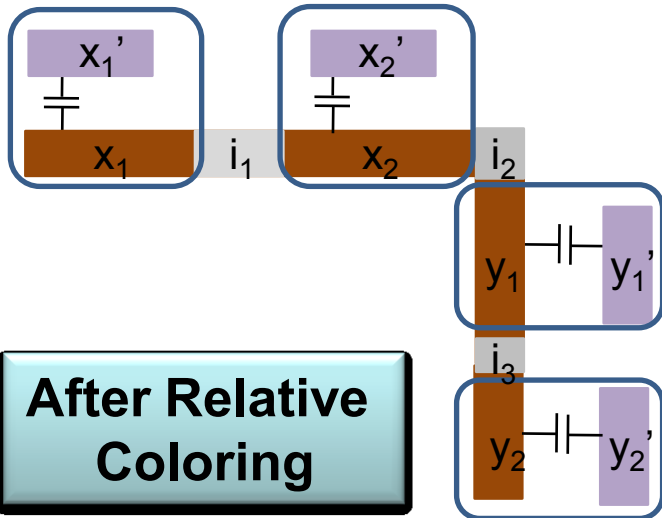 x₁’
x₂’
x₁
i₁
x₂
i₂
y₁
y₁’
i₃
y₂
y₂’
After Relative
Coloring